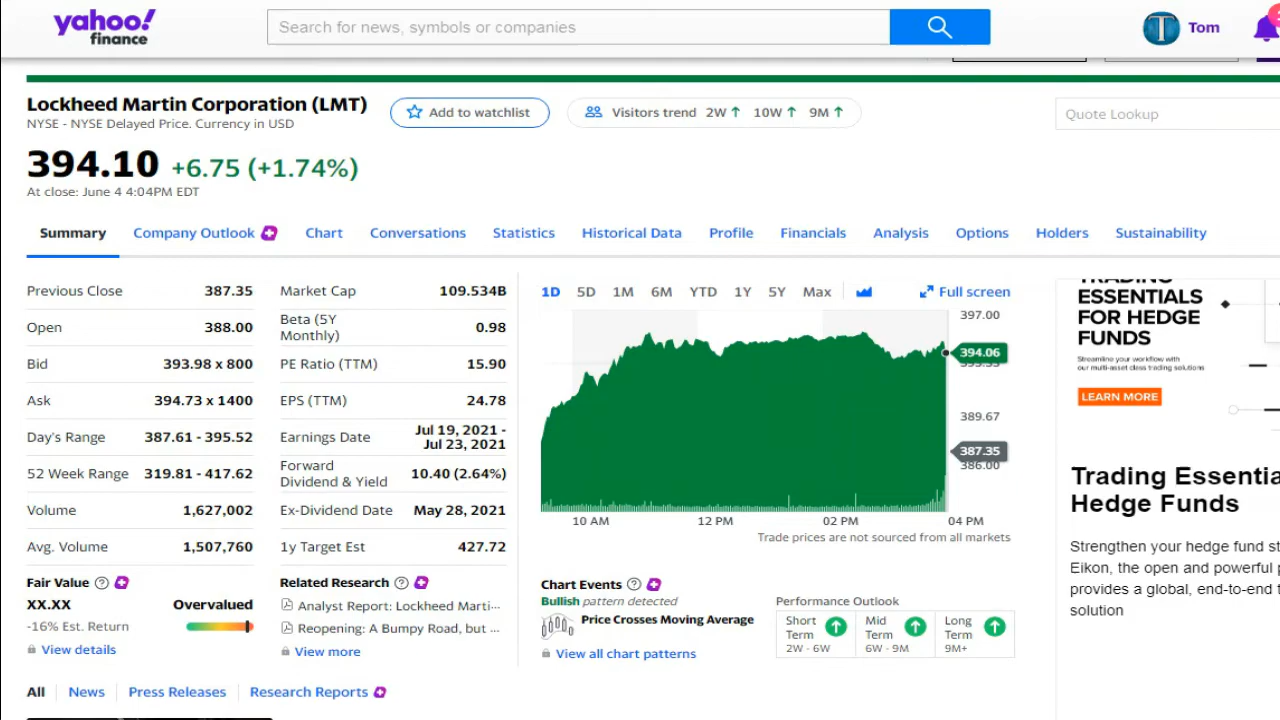 yahoo!
finance
Search for news, symbols or companies
Tom
Lockheed Martin Corporation (LMT)
NYSE - NYSE Delayed Price. Currency in USD
Add to watchlist
Visitors trend 2W 10W 9M
Quote Lookup
394.10 +6.75 (+1.74%)
At close: June 4 4:04PM EDT
Summary Company Outlook Chart Conversations Statistics Historical Data Profile Financials Analysis Options Holders Sustainability
Previous Close 387.35
Open 388.00
Bid 393.98 x 800
Ask 394.73 x 1400
Day's Range 387.61 - 395.52
52 Week Range 319.81 - 417.62
Volume 1,627,002
Avg. Volume 1,507,760
Market Cap 109.534B
Beta (5Y
Monthly) 0.98
PE Ratio (TTM) 15.90
EPS (TTM) 24.78
Earnings Date Jul 19, 2021 -
Jul 23, 2021
Forward
Dividend & Yield 10.40 (2.64%)
Ex-Dividend Date May 28, 2021
1y Target Est 427.72
1D 5D 1M 6M YTD 1Y 5Y Max
Full screen
397.00
394.06
389.67
387.35
386.00
10 AM 12 PM 02 PM 04 PM
Trade prices are not sourced from all markets
Fair Value
XX.XX Overvalued
-16% Est. Return
View details
Related Research
Analyst Report: Lockheed Marti...
Reopening: A Bumpy Road, but ...
View more
Chart Events
Bullish pattern detected
Price Crosses Moving Average
View all chart patterns
Performance Outlook
Short
Term
2W - 6W
Mid
Term
6W - 9M
Long
Term
9M+
TRADING
ESSENTIALS
FOR HEDGE
FUNDS
Streamline your workflow with
our multi-asset class trading solutions
LEARN MORE
Trading Essentia
Hedge Funds
Strengthen your hedge fund st
Eikon, the open and powerful
provides a global, end-to-end
solution
All News Press Releases Research Reports